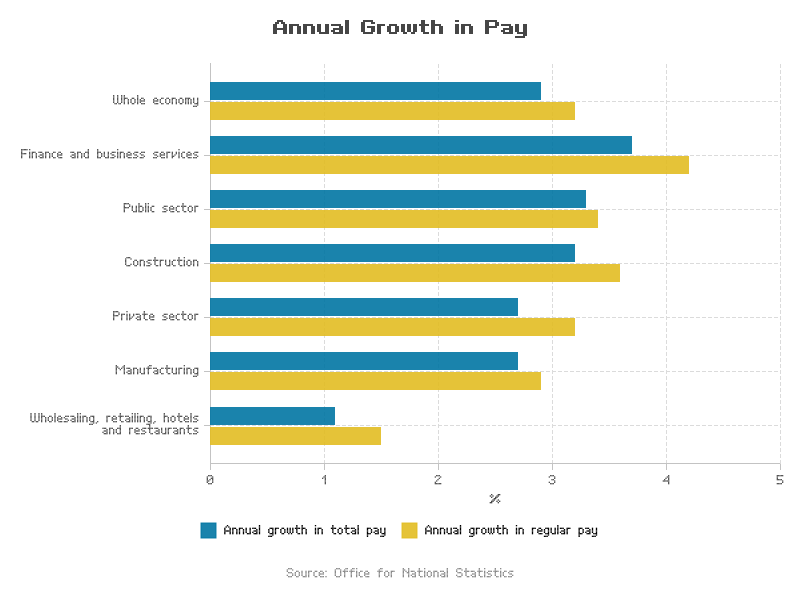 Annual Growth in Pay
Whole economy
Finance and business services
Public sector
Construction
Private sector
Manufacturing
Wholesaling, retailing, hotels
and restaurants
0 1 2 3 4 5
%
Annual growth in total pay Annual growth in regular pay
Source: Office for National Statistics